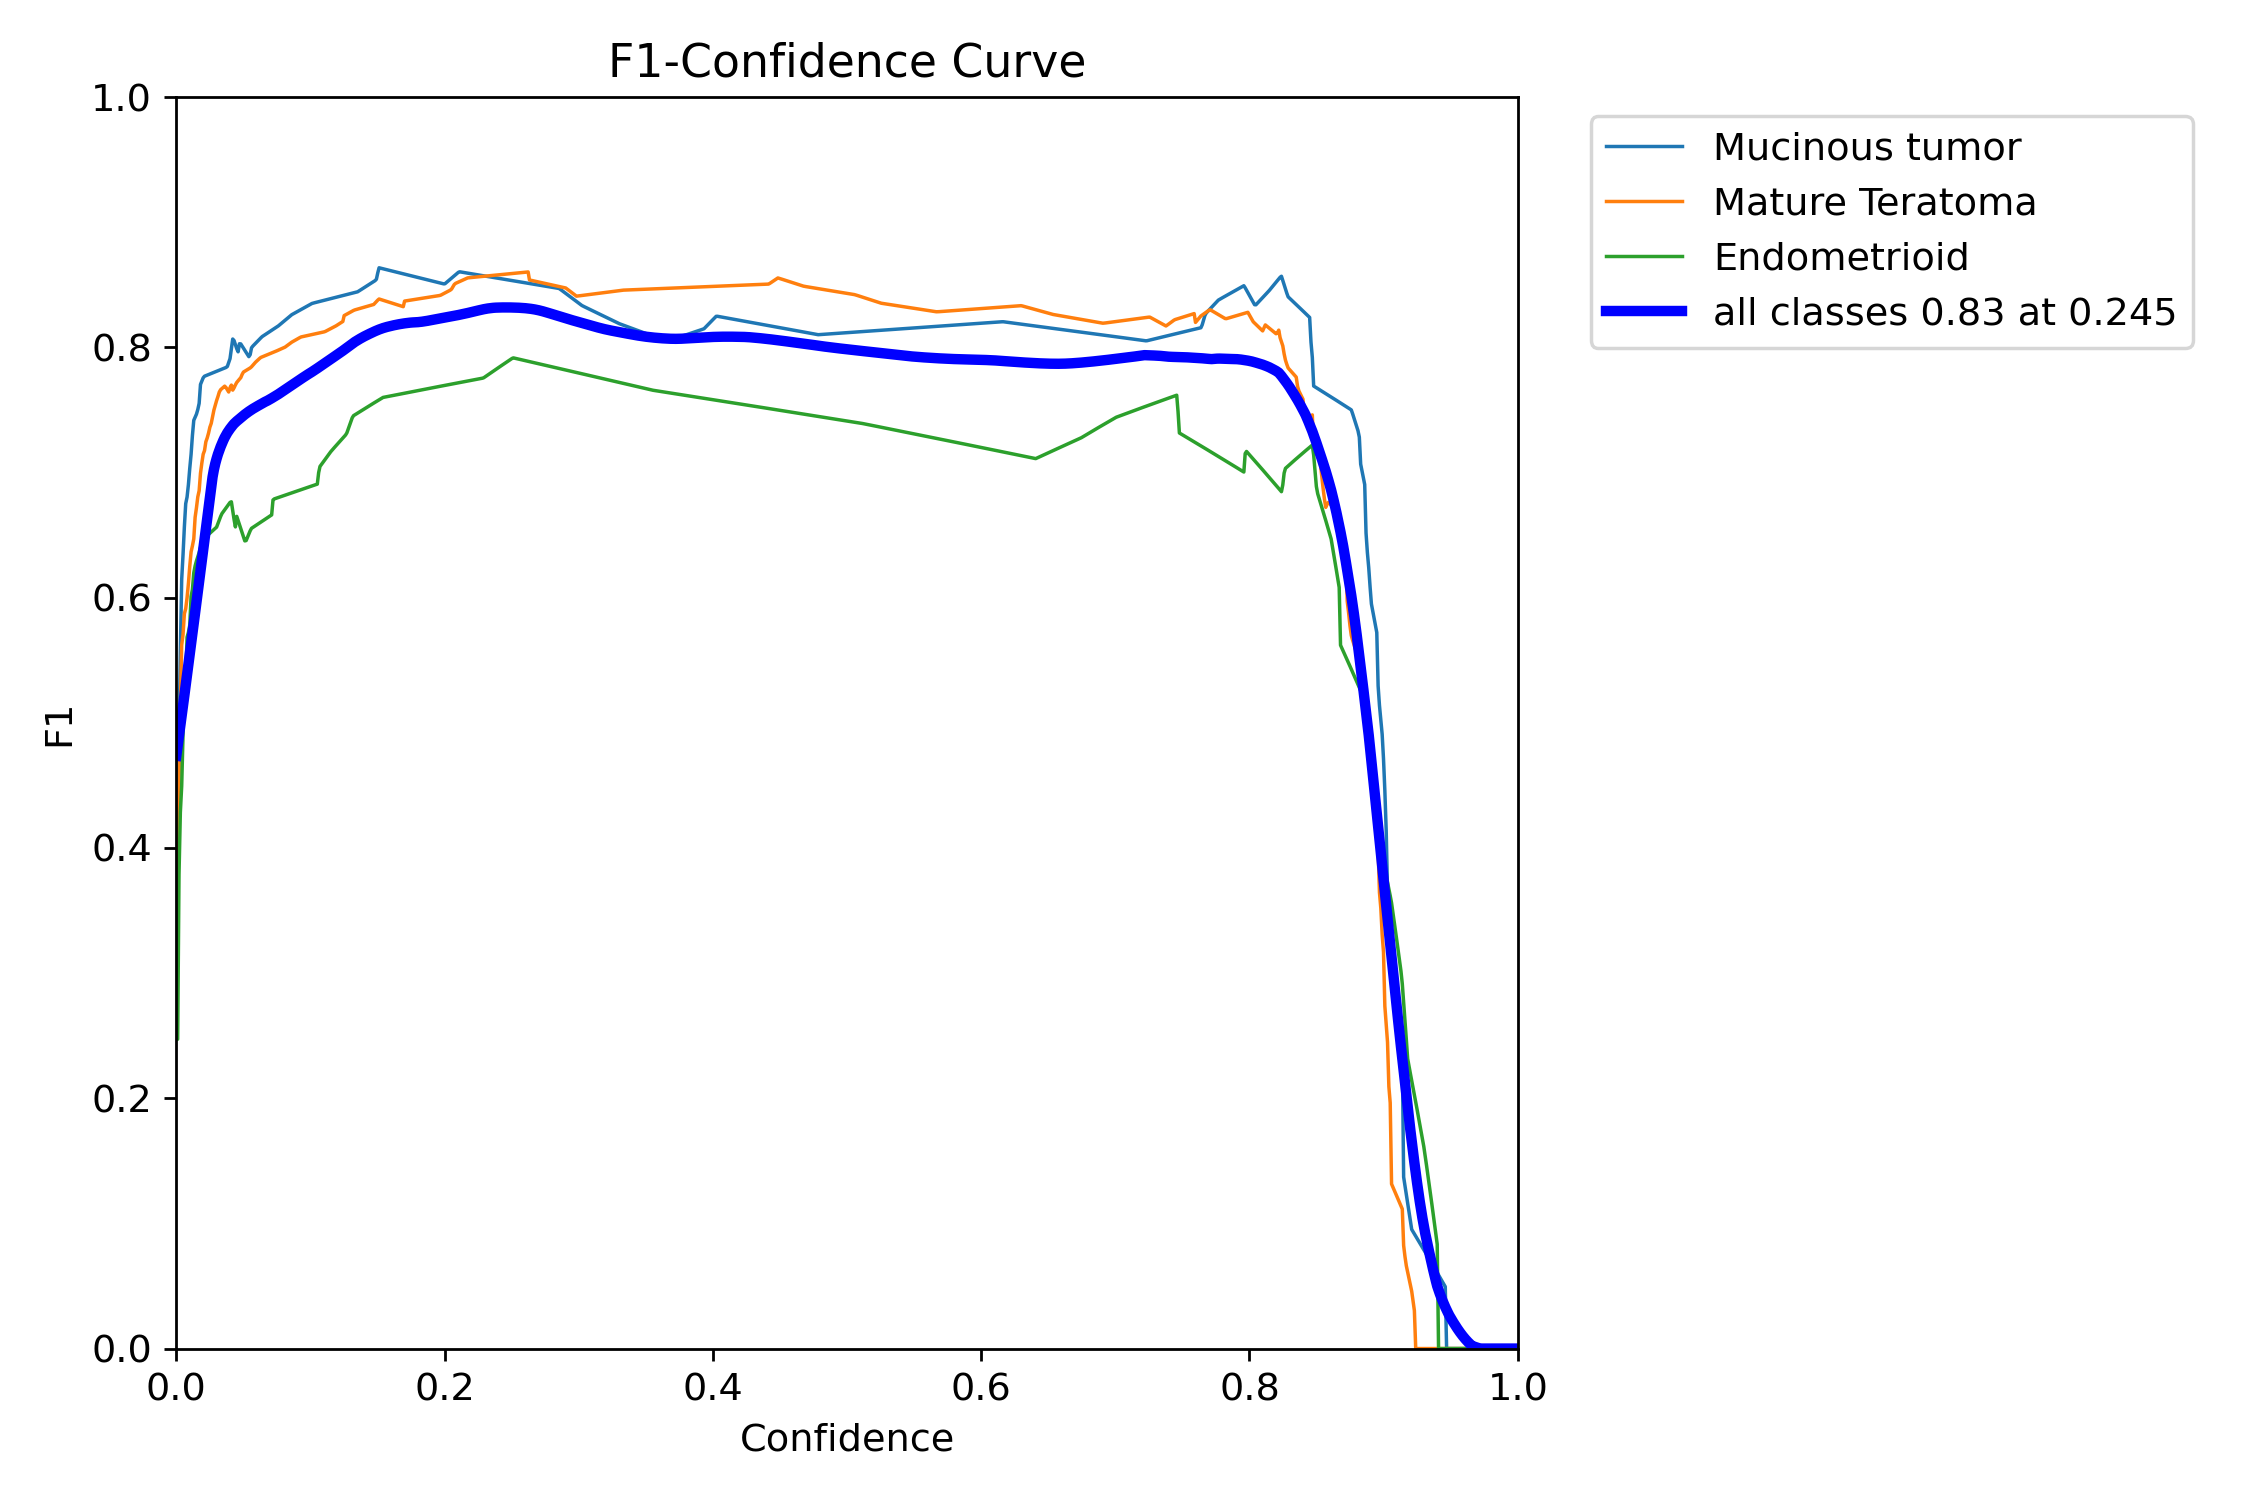 F1-Confidence Curve
1.0
0.8
0.6
0.4
0.2
0.0
F1
0.0 0.2 0.4 0.6 0.8 1.0
Confidence
Mucinous tumor
Mature Teratoma
Endometrioid
all classes 0.83 at 0.245